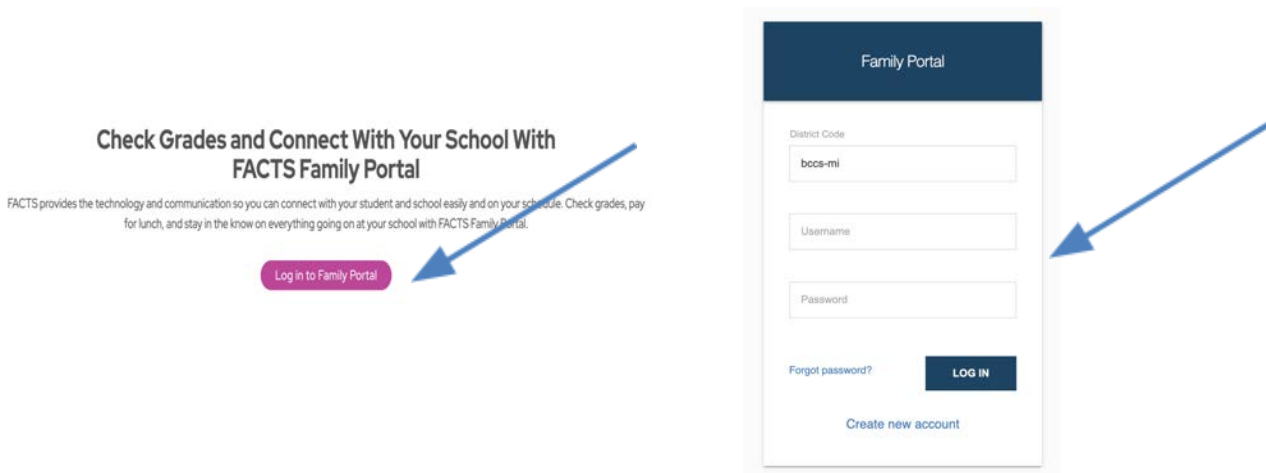 Check Grades and Connect With Your School With
FACTS Family Portal
FACTS provides the technology and communication so you can connect with your student and school easily and on your schedule. Check grades, pay
for lunch, and stay in the know on everything going on at your school with FACTS Family Portal.
Log in to Family Portal
Family Portal
District Code
bccs-mi
Username
Password
Forgot password?
LOG IN
Create new account